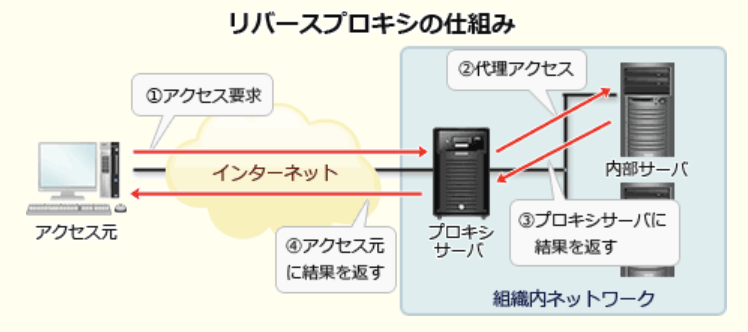 リバースプロキシの仕組み
②代理アクセス
①アクセス要求
インターネット
内部サーバ
アクセス元
プロキシ
サーバ
③プロキシサーバに
結果を返す
④アクセス元
に結果を返す
組織内ネットワーク